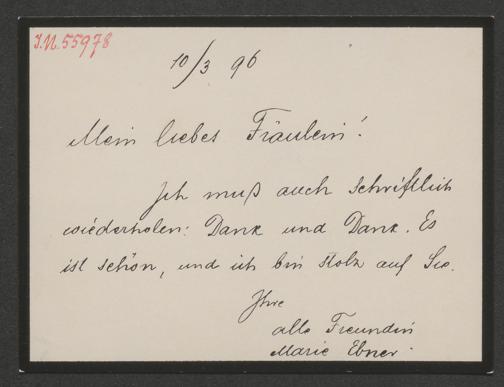 J.N. 55978
10/3 96
Mein liebes Fräulein!
Ich muß auch schriftlich
wiederholen: Dank und Dank. Es
ist schön, und ich bin stolz auf Sie.
Ihre
alte Freundin
Marie Ebner.